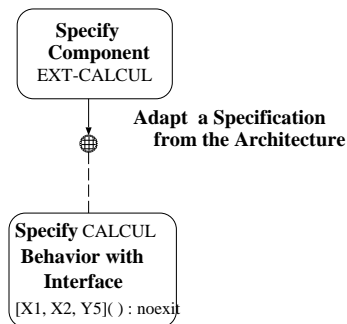 Specify
Component
EXT-CALCUL
Adapt a Specification
from the Architecture
Specify CALCUL
Behavior with
Interface
[X1, X2, Y5]( ) : noexit